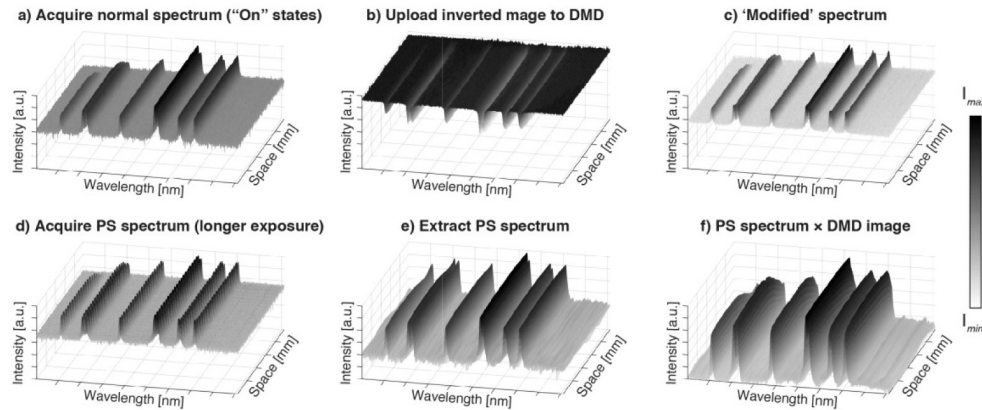 a) Acquire normal spectrum (“On” states)
b) Upload inverted mage to DMD
c) ‘Modified’ spectrum
Intensity [a.u.]
Wavelength [nm]
Space [mm]
Intensity [a.u.]
Wavelength [nm]
Space [mm]
Intensity [a.u.]
Wavelength [nm]
Space [mm]
I max
I min
d) Acquire PS spectrum (longer exposure)
e) Extract PS spectrum
f) PS spectrum × DMD image
Intensity [a.u.]
Wavelength [nm]
Space [mm]
Intensity [a.u.]
Wavelength [nm]
Space [mm]
Intensity [a.u.]
Wavelength [nm]
Space [mm]